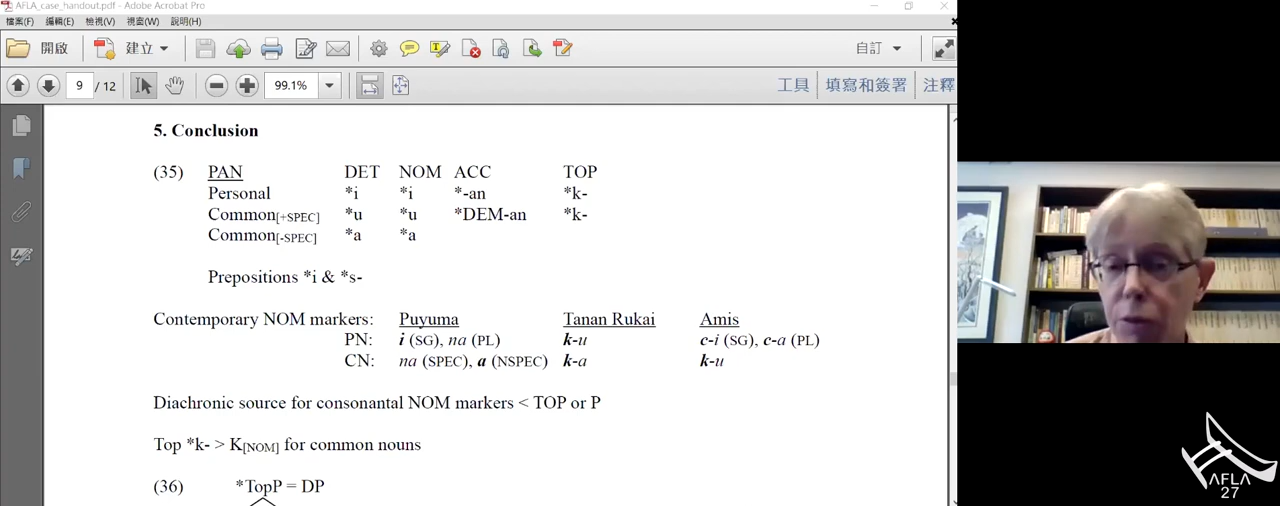 AFLA_case_handout.pdf - Adobe Acrobat Pro
檔案(F) 編輯(E) 檢視(V) 視窗(W) 說明(H)
開啟 建立 自訂
9 / 12 99.1% 工具 填寫和簽署 注釋
5. Conclusion
(35) PAN DET NOM ACC TOP
Personal *i *i *-an *k-
Common[+SPEC] *u *u *DEM-an *k-
Common[-SPEC] *a *a
Prepositions *i & *s-
Contemporary NOM markers: Puyuma Tanan Rukai Amis
PN: i (SG), na (PL) k-u c-i (SG), c-a (PL)
CN: na (SPEC), a (NSPEC) k-a k-u
Diachronic source for consonantal NOM markers < TOP or P
Top *k- > K[NOM] for common nouns
(36) *TopP = DP
AFLA
27